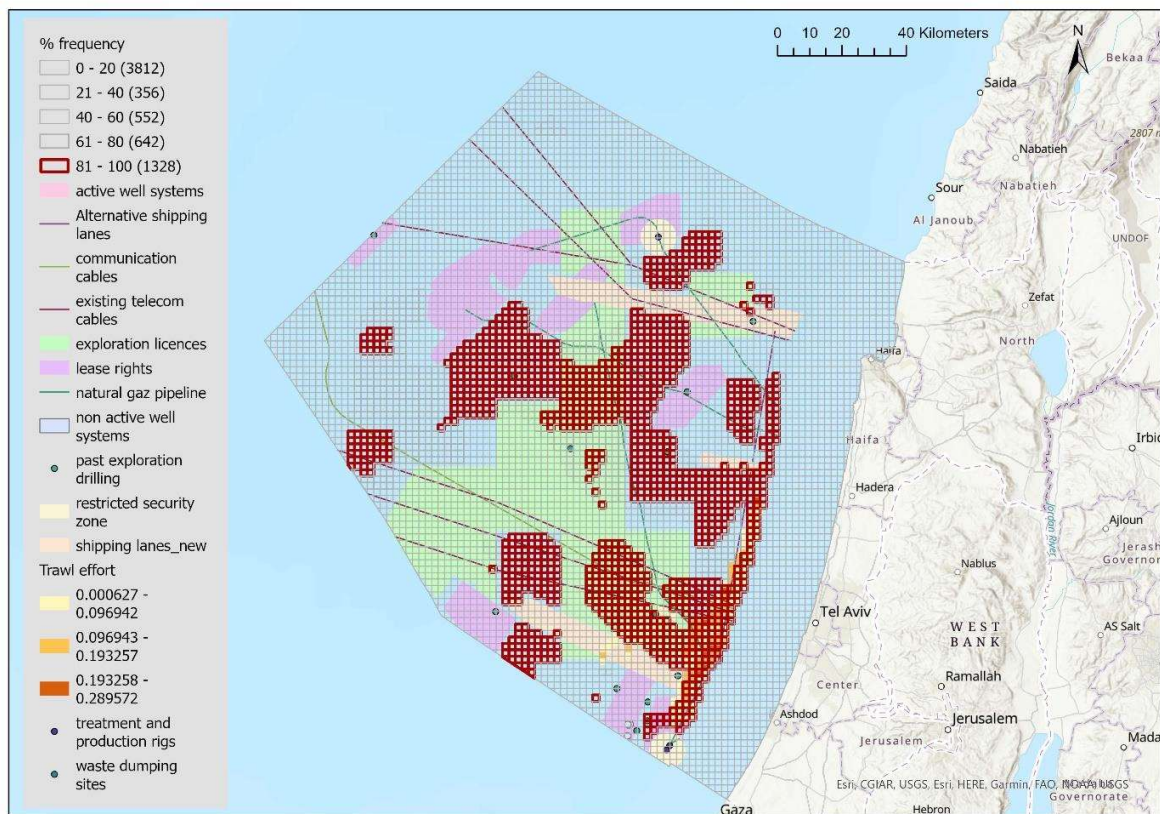 % frequency
0 - 20 (3812)
21 - 40 (356)
40 - 60 (552)
61 - 80 (642)
81 - 100 (1328)
active well systems
Alternative shipping
lanes
communication
cables
existing telecom
cables
exploration licences
lease rights
natural gaz pipeline
non active well
systems
past exploration
drilling
restricted security
zone
shipping lanes_new
Trawl effort
0.000627 -
0.096942
0.096943 -
0.193257
0.193258 -
0.289572
treatment and
production rigs
waste dumping
sites
0 10 20 40 Kilometers
N
Bekaa
Saida
2807 m
Nabatieh
Nabatieh
Sour
Al Janoub
UNDOF
Zefat
North
Haifa
Haifa
Irbid
Hadera
Jordan River
Ajloun
Jerash
Governorate
Nablus
Tel Aviv
WEST
BANK
AS Salt
Ramallah
Center
Ashdod
Jerusalem
Jerusalem
Mada
Esri, CGIAR, USGS, Esri, HERE, Garmin, FAO, NOAA, USGS
Governorate
Gaza
Hebron